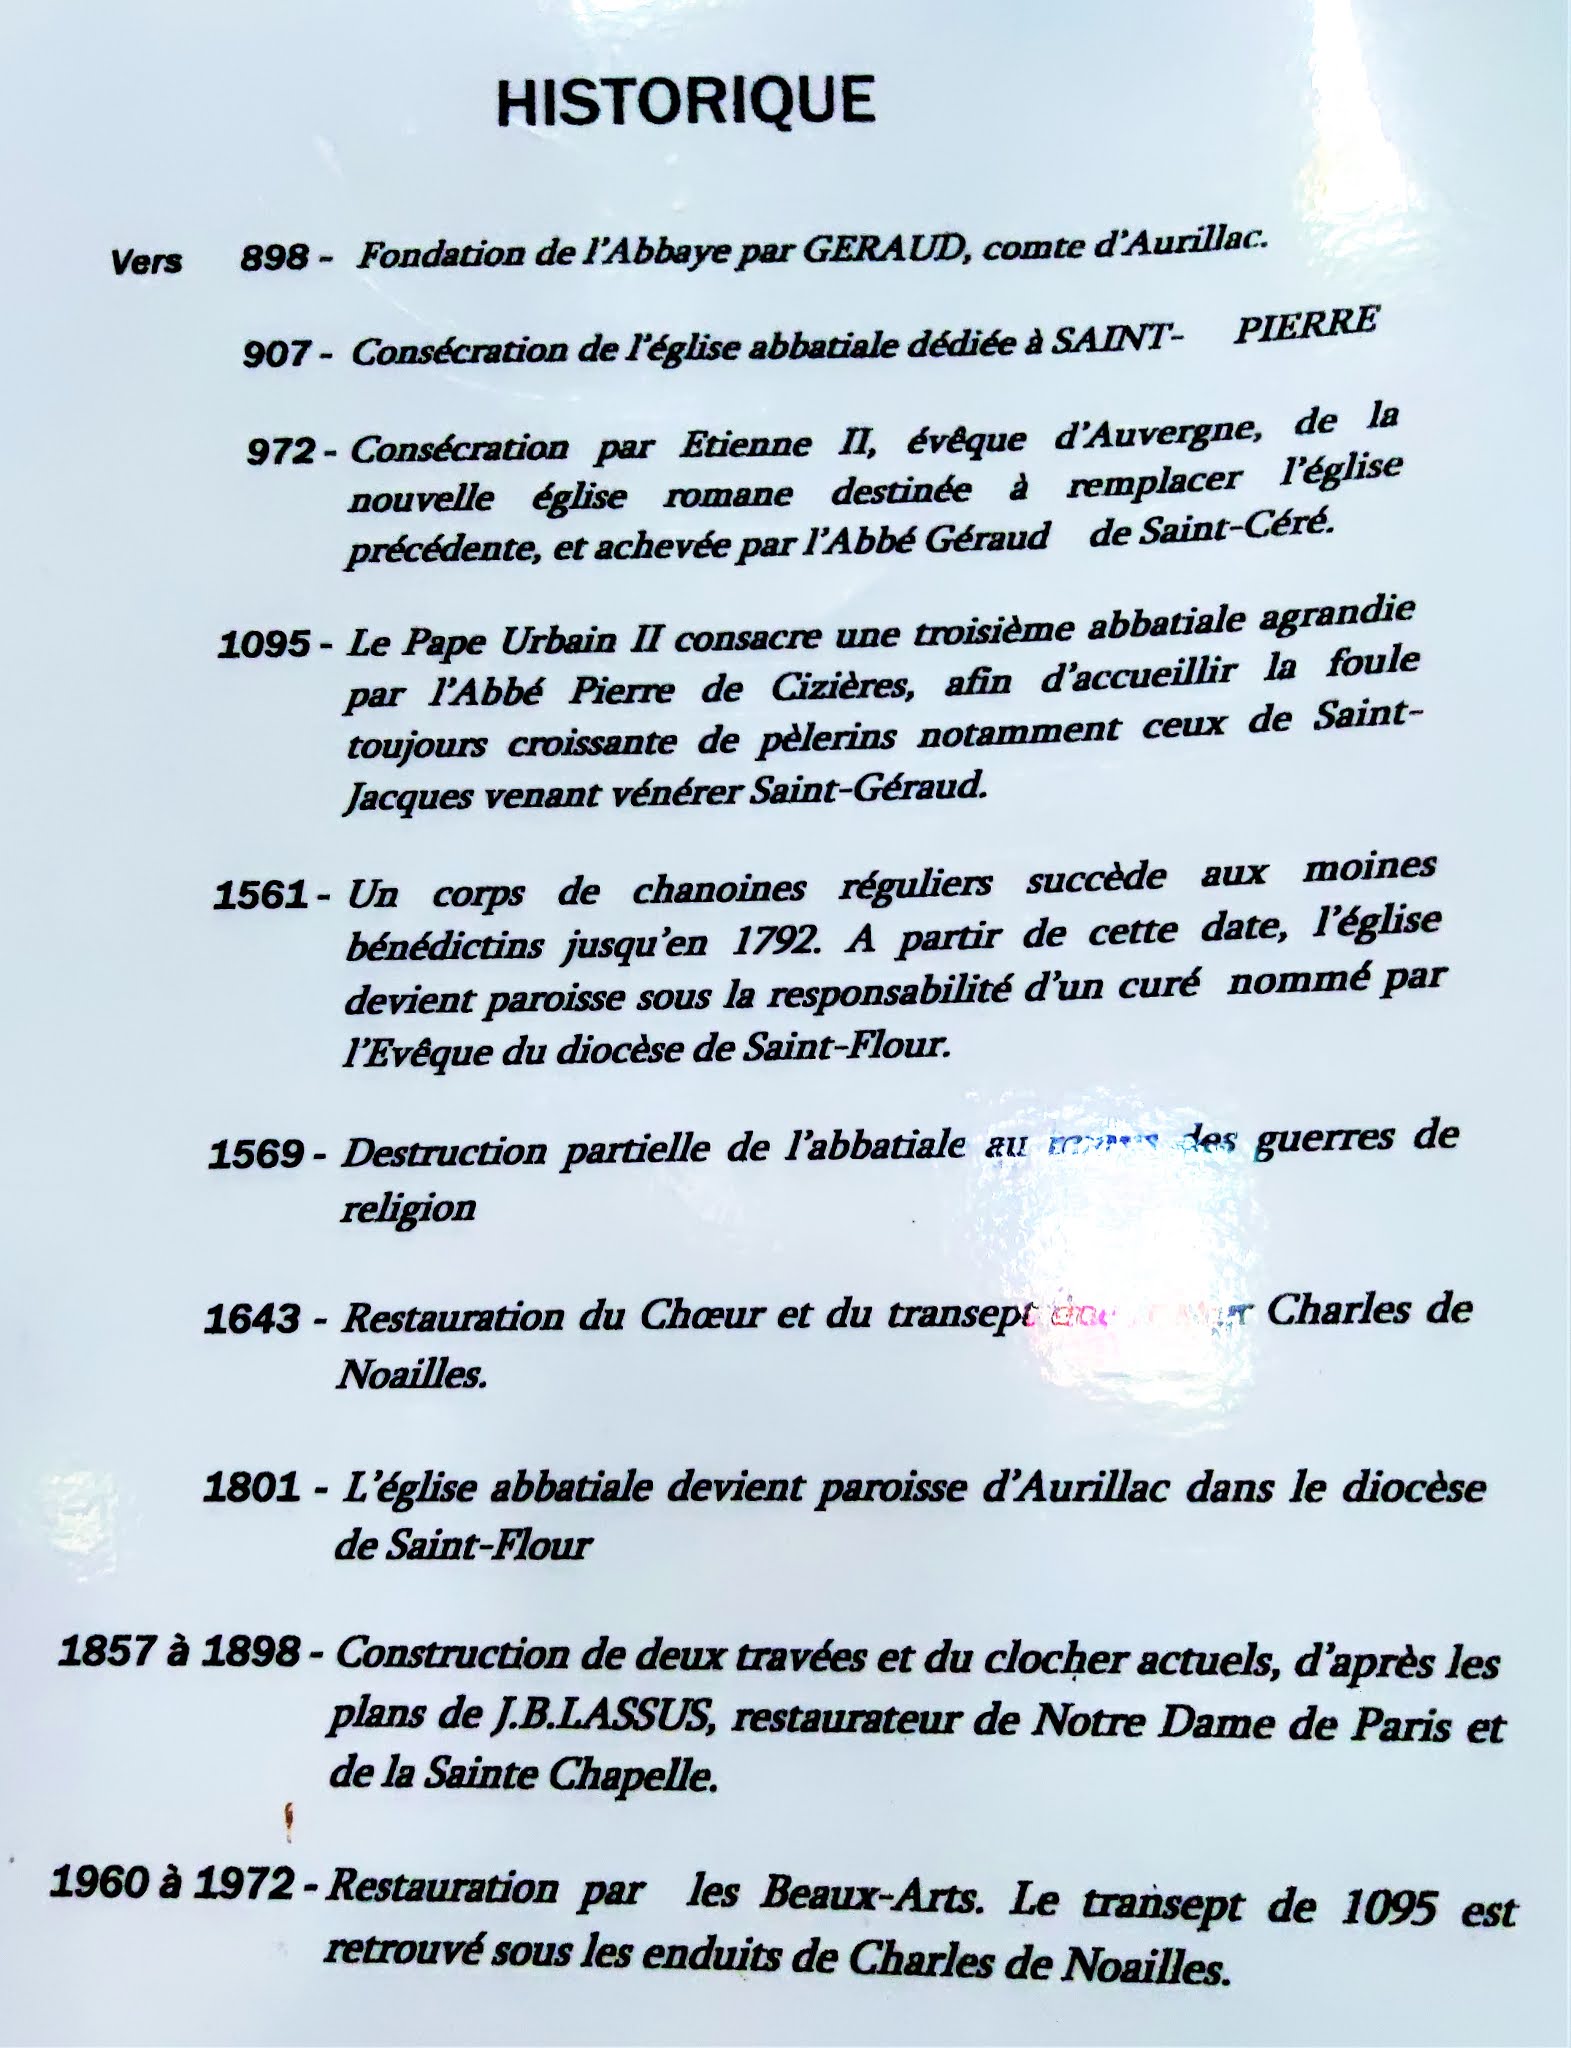 HISTORIQUE
Vers 898 - Fondation de l'Abbaye par GERAUD, comte d'Aurillac.
907 - Consécration de l'église abbatiale dédiée à SAINT- PIERRE
972 - Consécration par Etienne II, évêque d'Auvergne, de la
nouvelle église romane destinée à remplacer l'église
précédente, et achevée par l'Abbé Géraud de Saint-Céré.
1095 - Le Pape Urbain II consacre une troisième abbatiale agrandie
par l'Abbé Pierre de Cizières, afin d'accueillir la foule
toujours croissante de pèlerins notamment ceux de Saint-
Jacques venant vénérer Saint-Géraud.
1561 - Un corps de chanoines réguliers succède aux moines
bénédictins jusqu'en 1792. A partir de cette date, l'église
devient paroisse sous la responsabilité d'un curé nommé par
l'Evêque du diocèse de Saint-Flour.
1569 - Destruction partielle de l'abbatiale au des guerres de
religion
1643 - Restauration du Chœur et du transept Charles de
Noailles.
1801 - L'église abbatiale devient paroisse d'Aurillac dans le diocèse
de Saint-Flour
1857 à 1898 - Construction de deux travées et du clocher actuels, d'après les
plans de J.B.LASSUS, restaurateur de Notre Dame de Paris et
de la Sainte Chapelle.
1960 à 1972 - Restauration par les Beaux-Arts. Le transept de 1095 est
retrouvé sous les enduits de Charles de Noailles.